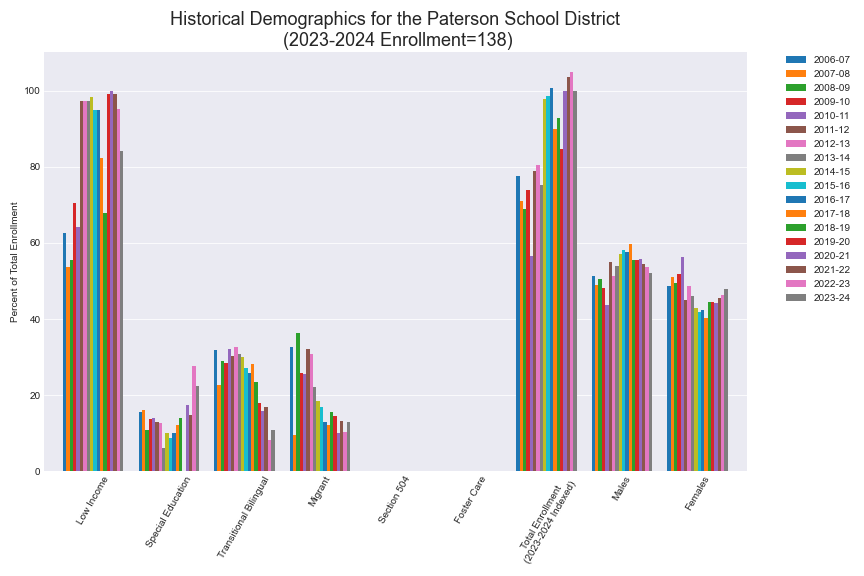 Historical Demographics for the Paterson School District
(2023-2024 Enrollment=138)
Percent of Total Enrollment
100
80
60
40
20
0
Low Income
Special Education
Transitional Bilingual
Migrant
Section 504
Foster Care
Total Enrollment
(2023-2024 Indexed)
Males
Females
2006-07
2007-08
2008-09
2009-10
2010-11
2011-12
2012-13
2013-14
2014-15
2015-16
2016-17
2017-18
2018-19
2019-20
2020-21
2021-22
2022-23
2023-24